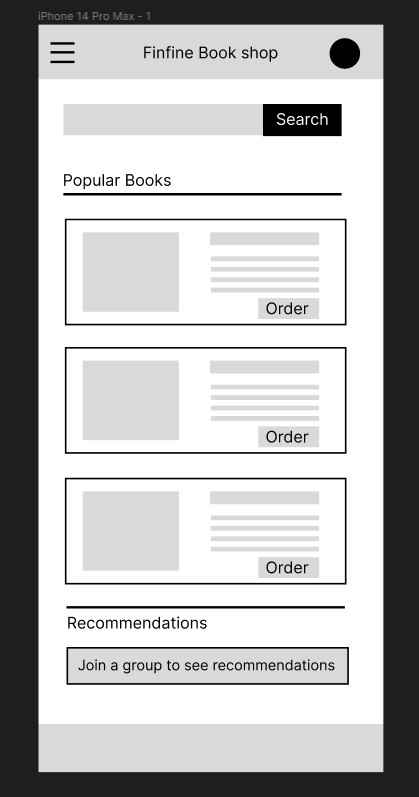 iPhone 14 Pro Max - 1
Finfine Book shop
Search
Popular Books
Order
Order
Order
Recommendations
Join a group to see recommendations